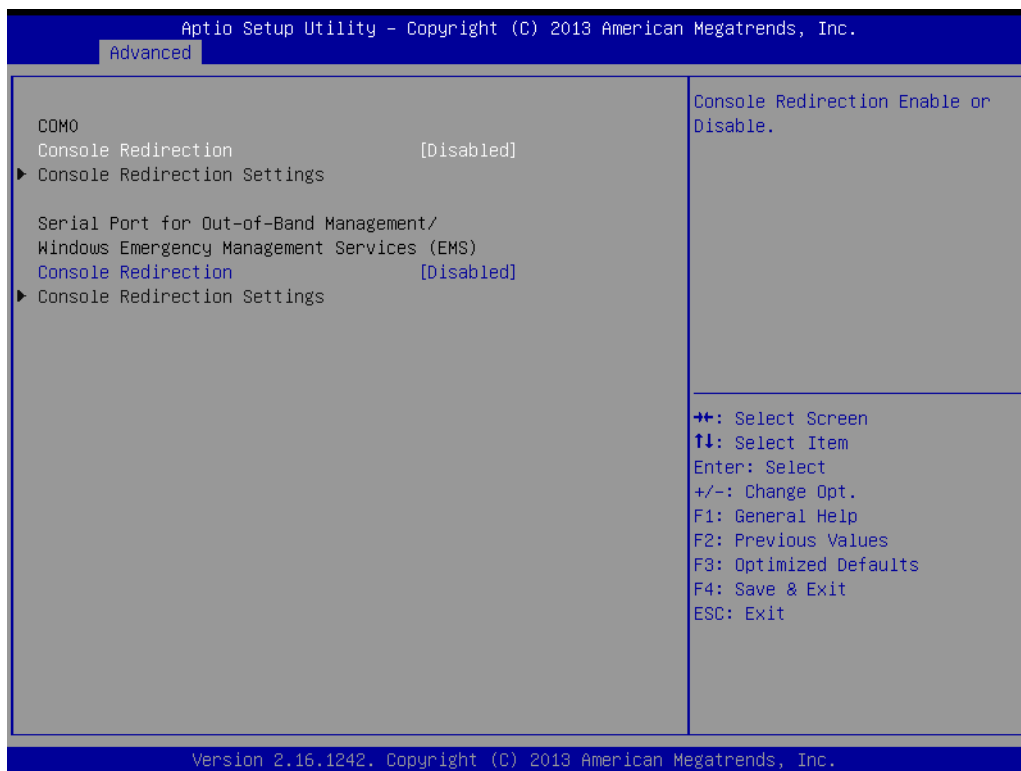 Aptio Setup Utility – Copyright (C) 2013 American Megatrends, Inc.
Advanced
COM0
Console Redirection [Disabled]
▶ Console Redirection Settings
Serial Port for Out-of-Band Management/
Windows Emergency Management Services (EMS)
Console Redirection [Disabled]
▶ Console Redirection Settings
Console Redirection Enable or
Disable.
→←: Select Screen
↑↓: Select Item
Enter: Select
+/-: Change Opt.
F1: General Help
F2: Previous Values
F3: Optimized Defaults
F4: Save & Exit
ESC: Exit
Version 2.16.1242. Copyright (C) 2013 American Megatrends, Inc.